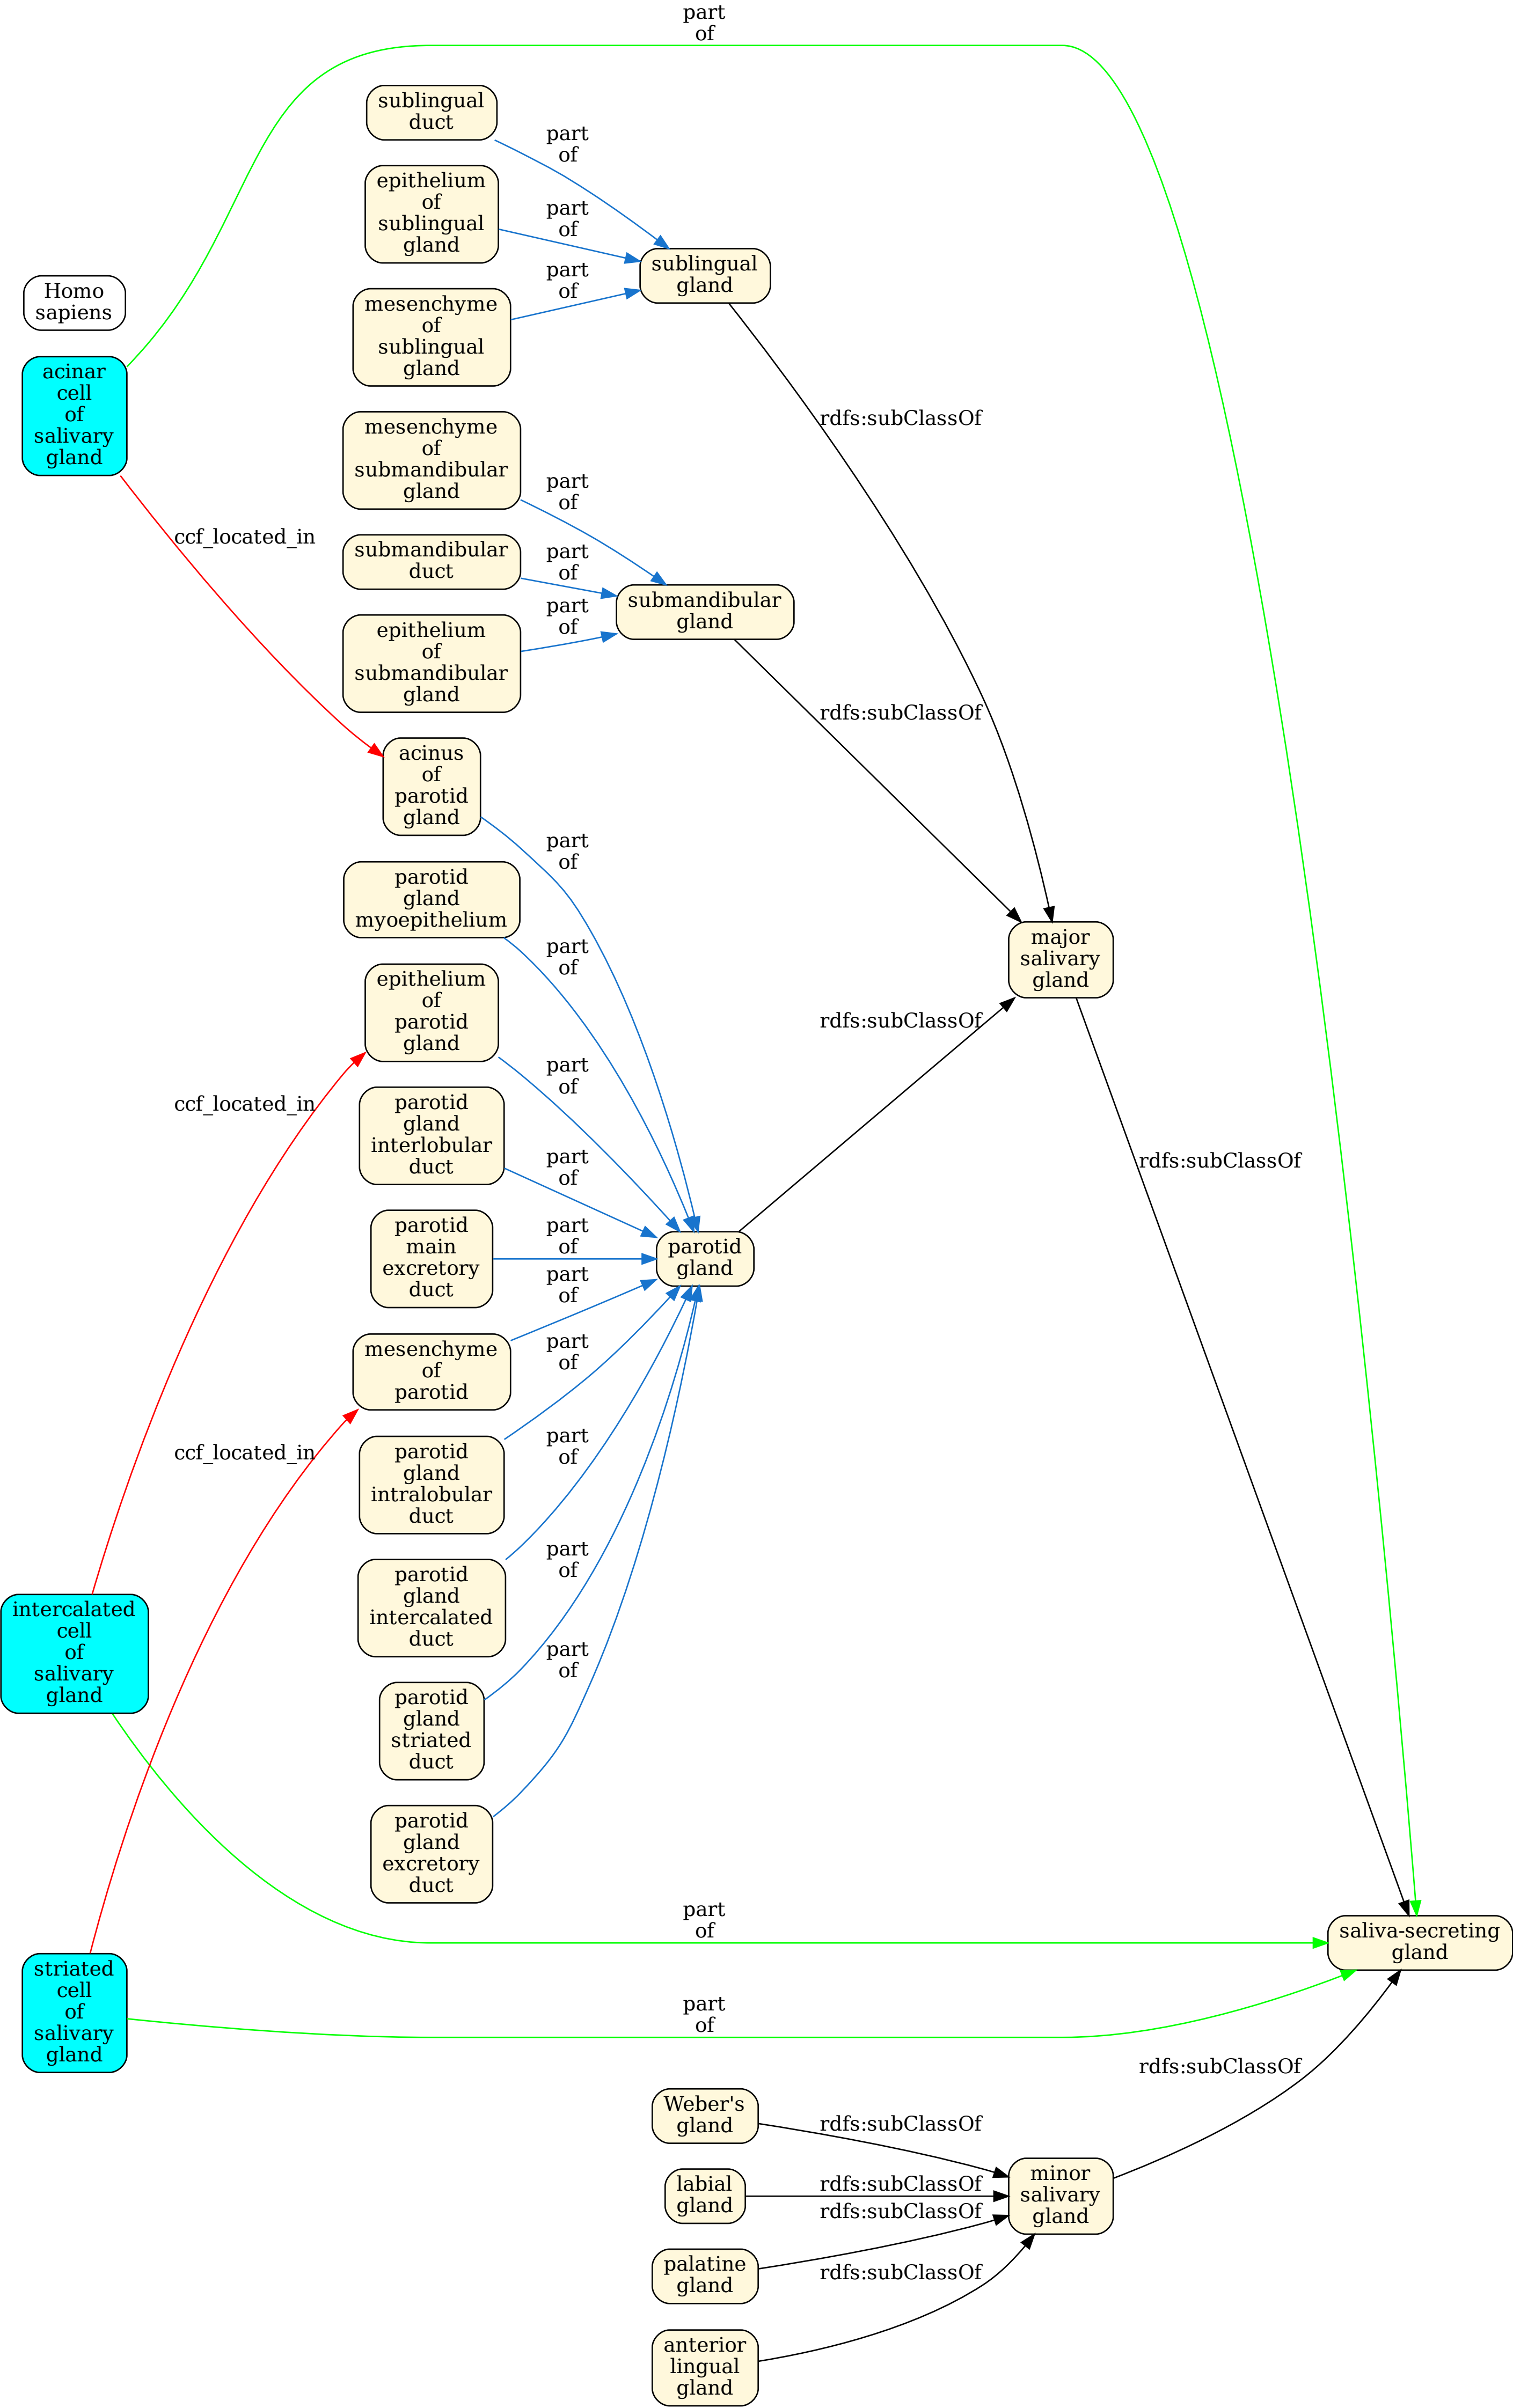 part
of
sublingual
duct
part
of
epithelium
of
sublingual
gland
part
of
sublingual
gland
part
of
Homo
sapiens
mesenchyme
of
sublingual
gland
acinar
cell
of
salivary
gland
rdfs:subClassOf
mesenchyme
of
submandibular
gland
part
of
ccf_located_in
submandibular
duct
part
of
submandibular
gland
part
of
epithelium
of
submandibular
gland
rdfs:subClassOf
acinus
of
parotid
gland
part
of
parotid
gland
myoepithelium
part
of
major
salivary
gland
epithelium
of
parotid
gland
rdfs:subClassOf
part
of
ccf_located_in
parotid
gland
interlobular
duct
part
of
rdfs:subClassOf
parotid
main
excretory
duct
part
of
parotid
gland
part
of
mesenchyme
of
parotid
part
of
ccf_located_in
parotid
gland
intralobular
duct
part
of
parotid
gland
intercalated
duct
part
of
intercalated
cell
of
salivary
gland
part
of
parotid
gland
striated
duct
parotid
gland
excretory
duct
part
of
saliva-secreting
gland
striated
cell
of
salivary
gland
part
of
rdfs:subClassOf
Weber's
gland
rdfs:subClassOf
labial
gland
rdfs:subClassOf
minor
salivary
gland
rdfs:subClassOf
palatine
gland
rdfs:subClassOf
anterior
lingual
gland